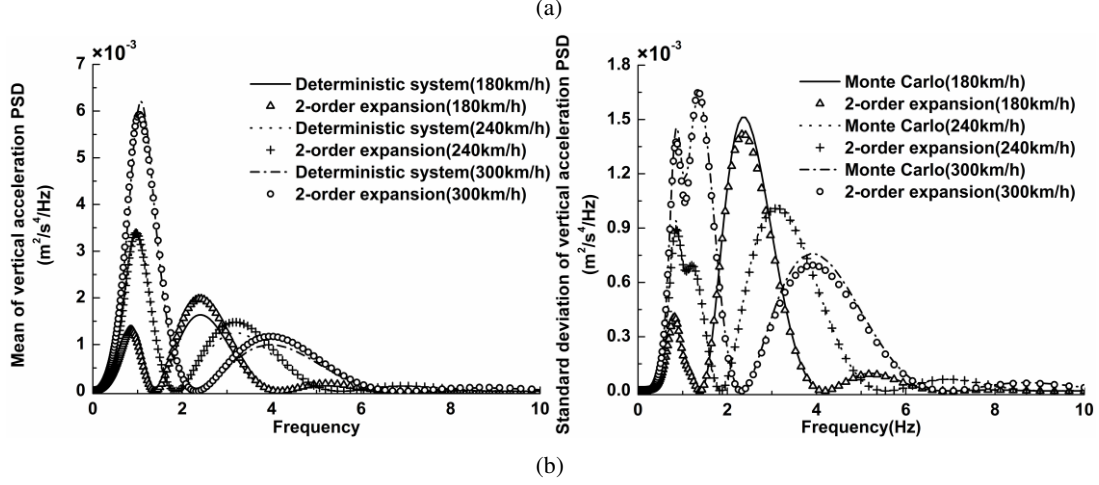 (a)
×10⁻³
7
6
5
4
3
2
1
0
0 2 4 6 8 10
Mean of vertical acceleration PSD
(m²/s⁴/Hz)
Frequency
Deterministic system(180km/h)
2-order expansion(180km/h)
Deterministic system(240km/h)
2-order expansion(240km/h)
Deterministic system(300km/h)
2-order expansion(300km/h)
×10⁻³
1.8
1.5
1.2
0.9
0.6
0.3
0.0
0 2 4 6 8 10
Standard deviation of vertical acceleration PSD
(m²/s⁴/Hz)
Frequency(Hz)
Monte Carlo(180km/h)
2-order expansion(180km/h)
Monte Carlo(240km/h)
2-order expansion(240km/h)
Monte Carlo(300km/h)
2-order expansion(300km/h)
(b)